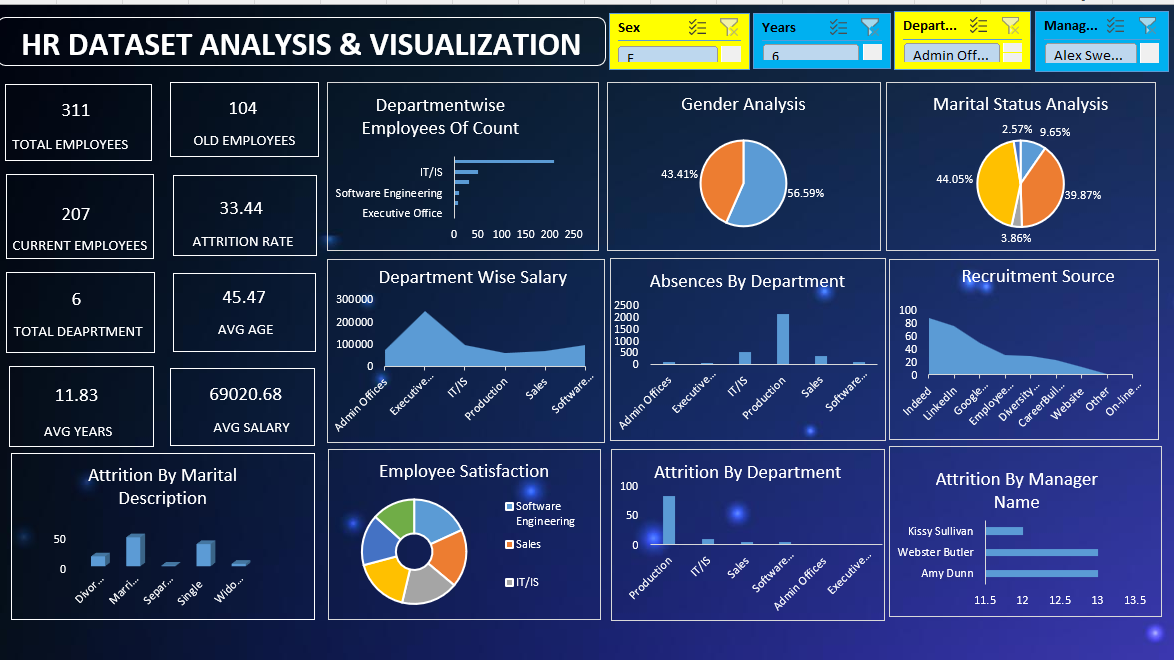 HR DATASET ANALYSIS & VISUALIZATION
Sex
Years
6
Depart...
Admin Off...
Manag...
Alex Swe...
311
TOTAL EMPLOYEES
104
OLD EMPLOYEES
207
CURRENT EMPLOYEES
33.44
ATTRITION RATE
6
TOTAL DEAPRTMENT
45.47
AVG AGE
11.83
AVG YEARS
69020.68
AVG SALARY
Departmentwise
Employees Of Count
IT/IS
Software Engineering
Executive Office
0 50 100 150 200 250
Gender Analysis
43.41%
56.59%
Marital Status Analysis
2.57% 9.65%
44.05%
39.87%
3.86%
Department Wise Salary
300000
200000
100000
0
Admin Offices
Executive...
IT/IS
Production
Sales
Software...
Absences By Department
2500
2000
1500
1000
500
0
Admin Offices
Executive...
IT/IS
Production
Sales
Software...
Recruitment Source
100
80
60
40
20
0
Indeed
LinkedIn
Google...
Employee...
Diversity...
CareerBuil...
Website
Other
On-line...
Attrition By Marital
Description
50
0
Divor...
Marri...
Separ...
Single
Wido...
Employee Satisfaction
Software
Engineering
Sales
IT/IS
Attrition By Department
100
50
0
Production
IT/IS
Sales
Software...
Admin Offices
Executive...
Attrition By Manager
Name
Kissy Sullivan
Webster Butler
Amy Dunn
11.5 12 12.5 13 13.5